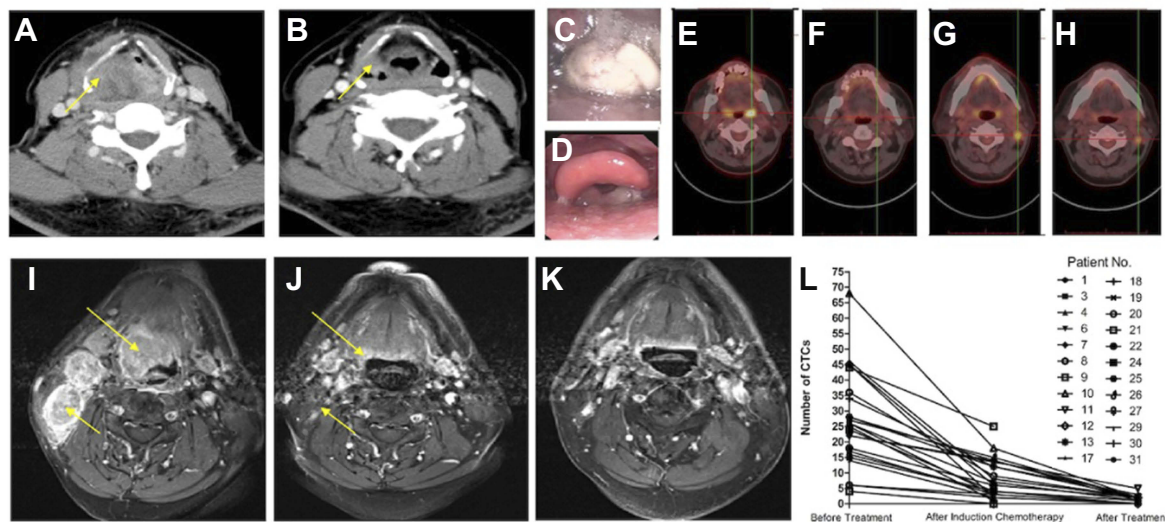 A
B
C
D
E
F
G
H
I
J
K
L
Number of CTCs
75
70
65
60
55
50
45
40
35
30
25
20
15
10
5
0
Before Treatment
After Induction Chemotherapy
After Treatmen
Patient No.
1
3
4
6
7
8
9
10
11
12
13
17
18
19
20
21
22
24
25
26
27
29
30
31